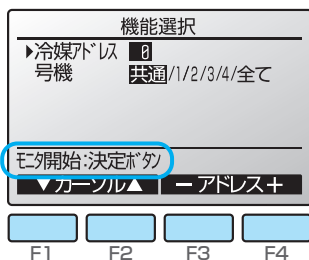 機能選択
▶冷媒ｱﾄﾞﾚｽ 0
号機 共通/1/2/3/4/全て
ﾓﾆﾀ開始:決定ﾎﾞﾀﾝ
▼カーソル▲ － アドレス＋
F1 F2 F3 F4